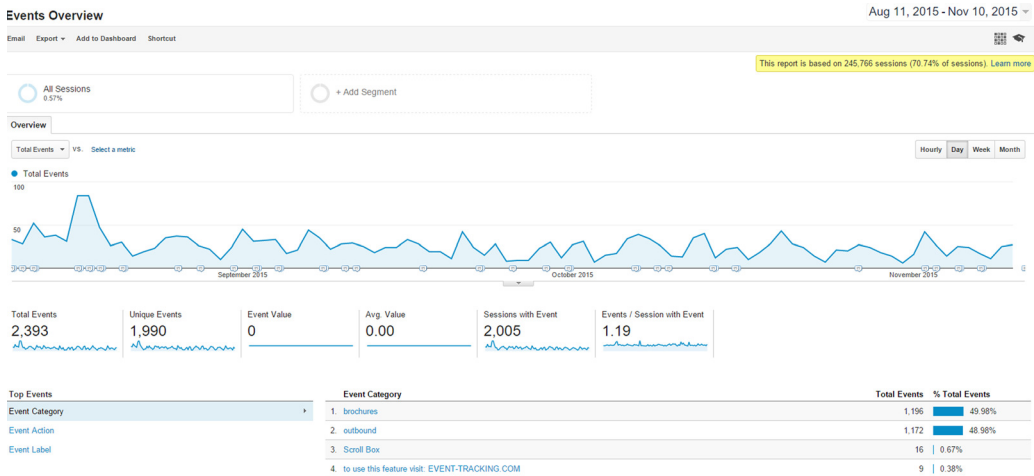 Events Overview
Aug 11, 2015 - Nov 10, 2015
Email Export Add to Dashboard Shortcut
This report is based on 245,766 sessions (70.74% of sessions). Learn more
All Sessions
0.57%
+ Add Segment
Overview
Total Events VS. Select a metric
Hourly Day Week Month
Total Events
100
50
September 2015 October 2015 November 2015
Total Events Unique Events Event Value Avg. Value Sessions with Event Events / Session with Event
2,393 1,990 0 0.00 2,005 1.19
Top Events Event Category Total Events % Total Events
Event Category 1. brochures 1,196 49.98%
Event Action 2. outbound 1,172 48.98%
Event Label 3. Scroll Box 16 0.67%
4. to use this feature visit: EVENT-TRACKING.COM 9 0.38%